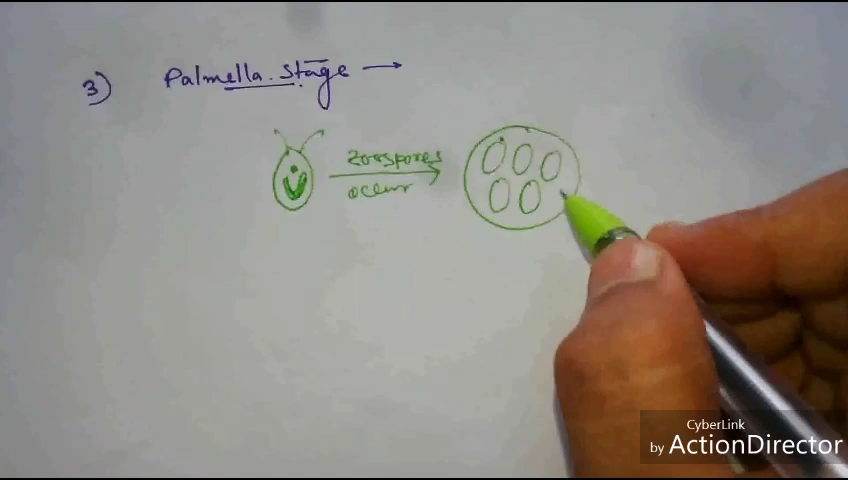 3) Palmella. Stage →
zoospores
occur
CyberLink
by ActionDirector